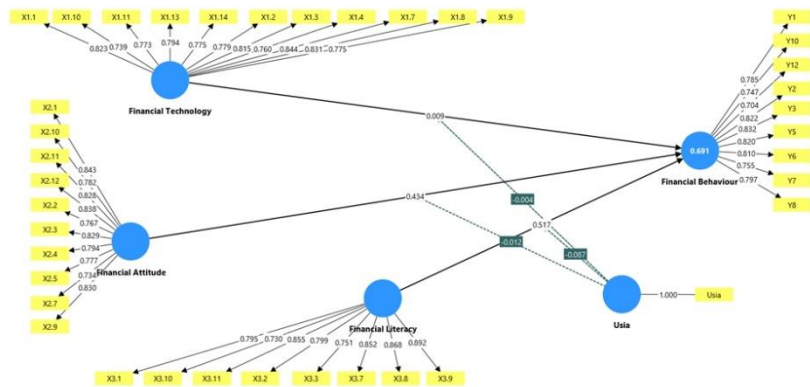 X1.1 X1.10 X1.11 X1.13 X1.14 X1.2 X1.3 X1.4 X1.7 X1.8 X1.9
0.823 0.739 0.773 0.794 0.775 0.779 0.815 0.760 0.844 0.831 0.775
Financial Technology
Y1
Y10
Y12
Y2
Y3
Y5
Y6
Y7
Y8
0.785
0.747
0.704
0.822
0.832
0.820
0.810
0.755
0.797
0.691
Financial Behaviour
0.009
X2.1
X2.10
X2.11
X2.12
X2.2
X2.3
X2.4
X2.5
X2.7
X2.9
0.843
0.782
0.828
0.838
0.767
0.829
0.794
0.777
0.734
0.830
Financial Attitude
0.434
-0.004
0.517
-0.012
-0.087
1.000
Usia
Usia
Financial Literacy
0.795 0.730 0.855 0.799 0.751 0.852 0.868 0.892
X3.1 X3.10 X3.11 X3.2 X3.3 X3.7 X3.8 X3.9